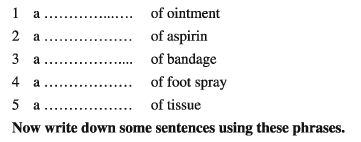 1 a ………………. of ointment
2 a ……………… of aspirin
3 a ……………….. of bandage
4 a ……………… of foot spray
5 a ……………… of tissue
Now write down some sentences using these phrases.